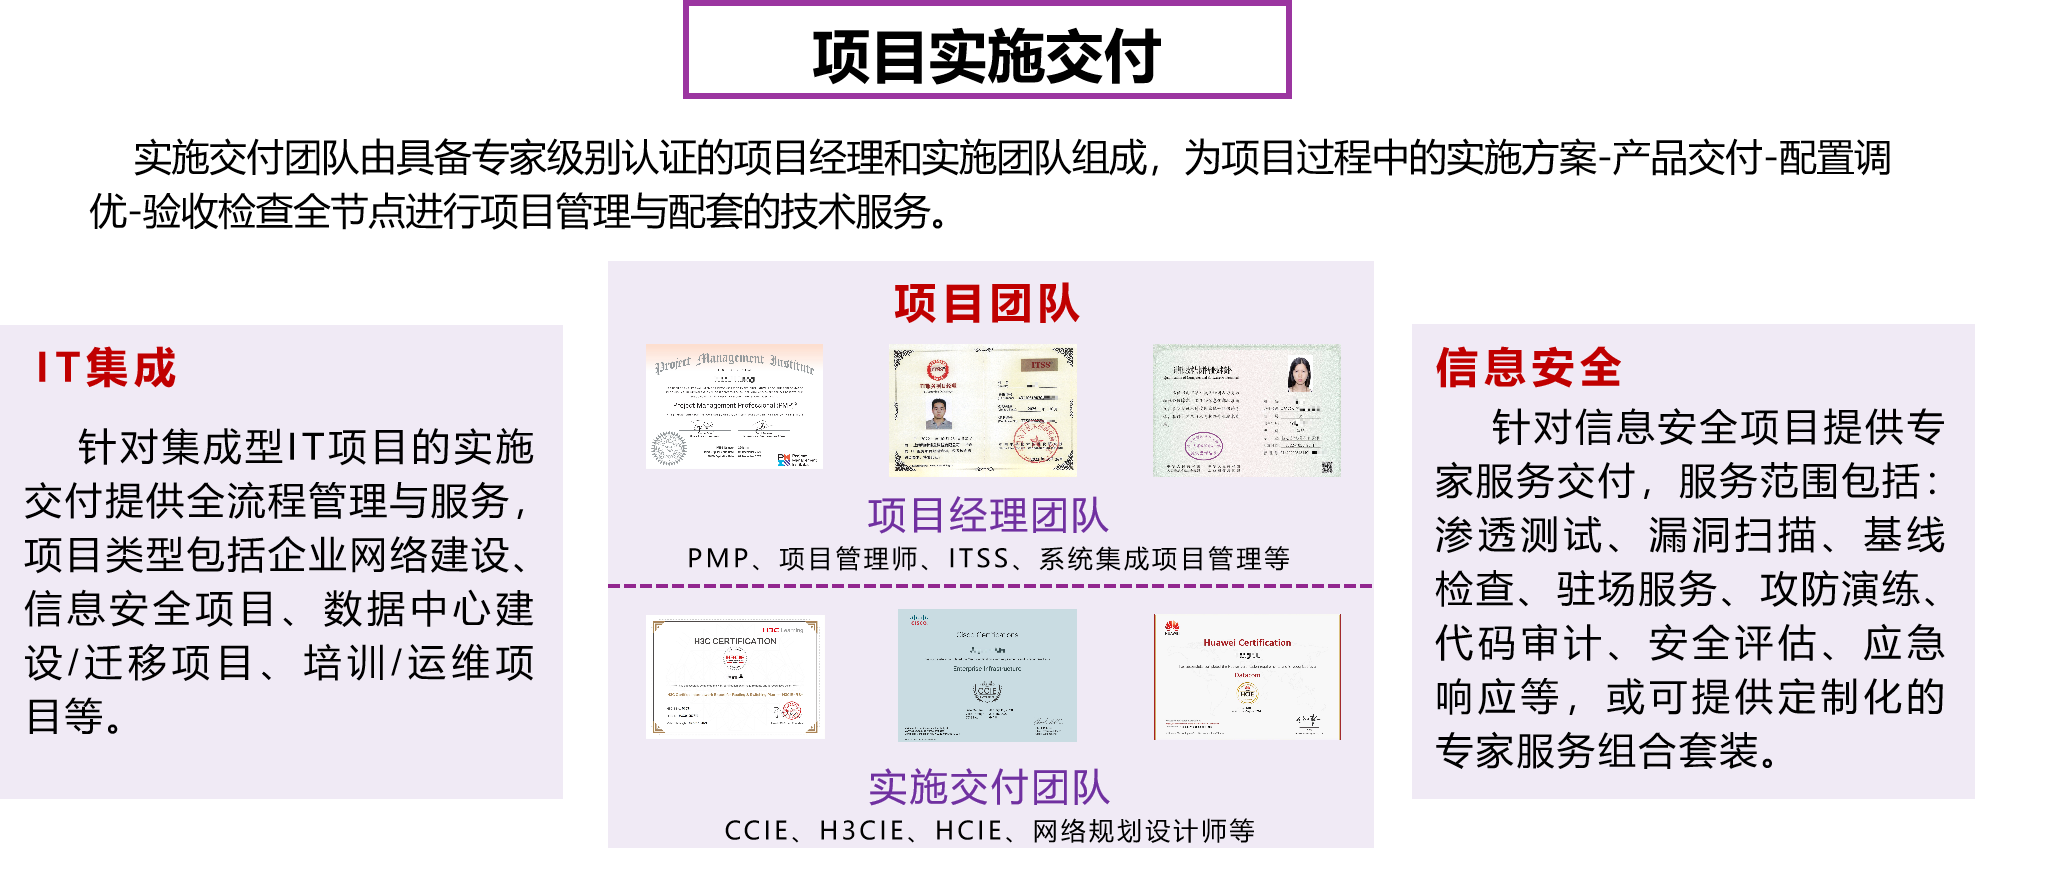 项目实施交付
实施交付团队由具备专家级别认证的项目经理和实施团队组成，为项目过程中的实施方案-产品交付-配置调
优-验收检查全节点进行项目管理与配套的技术服务。
IT集成
针对集成型IT项目的实施
交付提供全流程管理与服务，
项目类型包括企业网络建设、
信息安全项目、数据中心建
设/迁移项目、培训/运维项
目等。
项目团队
Project Management Institute
Project Management Professional (PMP)®
Project
Management
Institute
ITSS
项目经理团队
PMP、项目管理师、ITSS、系统集成项目管理等
H3C Learning
H3C CERTIFICATION
CISCO
Cisco Certifications
Enterprise Infrastructure
CCIE
HUAWEI
Huawei Certification
Datacom
HCIE
实施交付团队
CCIE、H3CIE、HCIE、网络规划设计师等
信息安全
针对信息安全项目提供专
家服务交付，服务范围包括：
渗透测试、漏洞扫描、基线
检查、驻场服务、攻防演练、
代码审计、安全评估、应急
响应等，或可提供定制化的
专家服务组合套装。